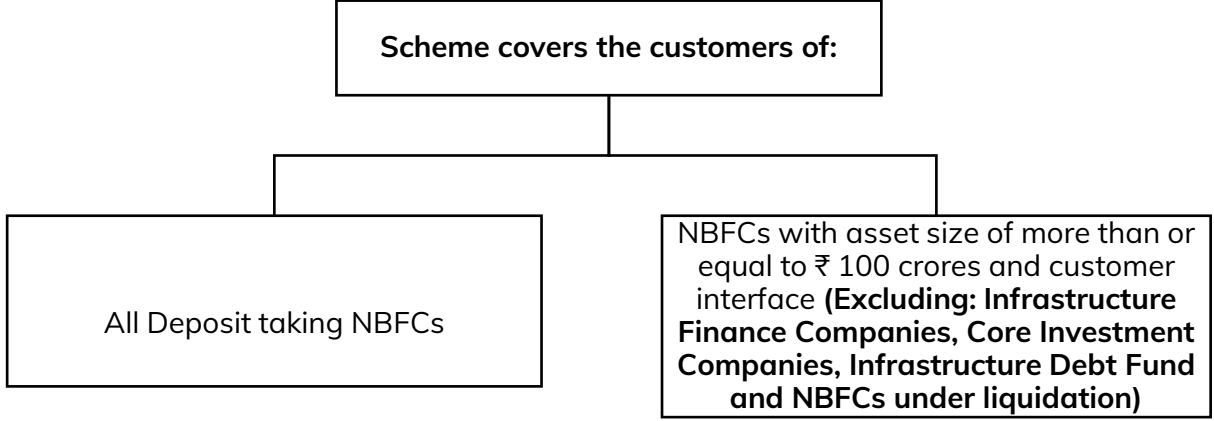 Scheme covers the customers of:
All Deposit taking NBFCs
NBFCs with asset size of more than or
equal to ₹ 100 crores and customer
interface (Excluding: Infrastructure
Finance Companies, Core Investment
Companies, Infrastructure Debt Fund
and NBFCs under liquidation)